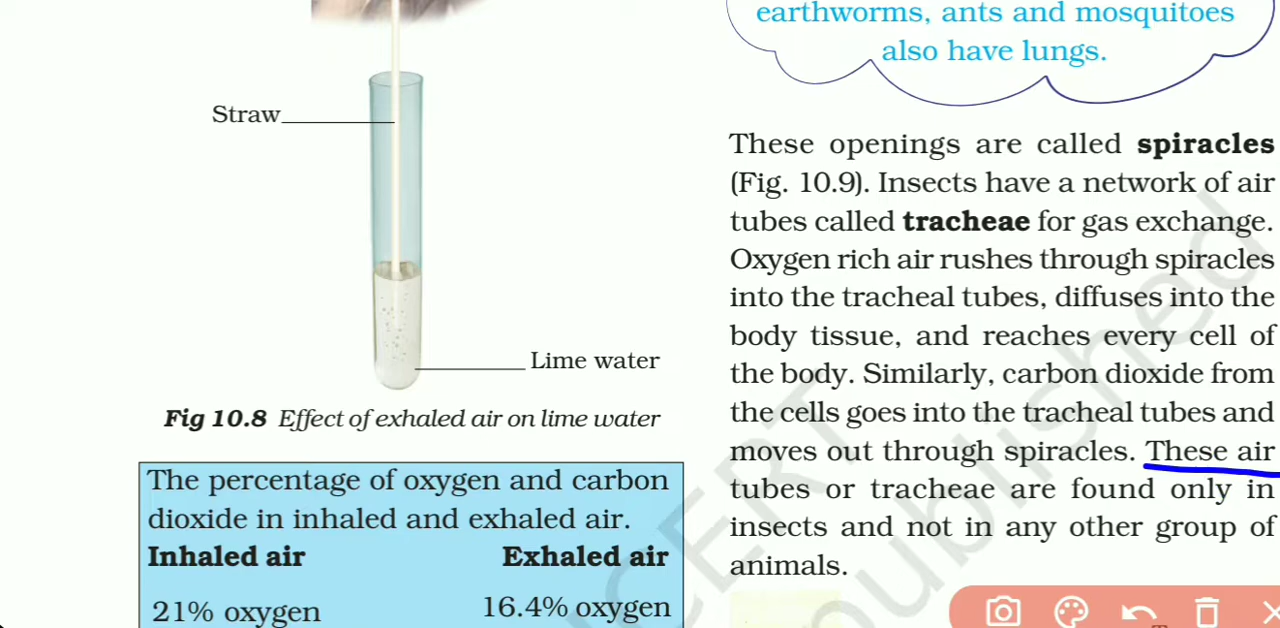 Straw
Lime water
Fig 10.8 Effect of exhaled air on lime water
The percentage of oxygen and carbon
dioxide in inhaled and exhaled air.
Inhaled air Exhaled air
21% oxygen 16.4% oxygen
earthworms, ants and mosquitoes
also have lungs.
These openings are called spiracles
(Fig. 10.9). Insects have a network of air
tubes called tracheae for gas exchange.
Oxygen rich air rushes through spiracles
into the tracheal tubes, diffuses into the
body tissue, and reaches every cell of
the body. Similarly, carbon dioxide from
the cells goes into the tracheal tubes and
moves out through spiracles. These air
tubes or tracheae are found only in
insects and not in any other group of
animals.